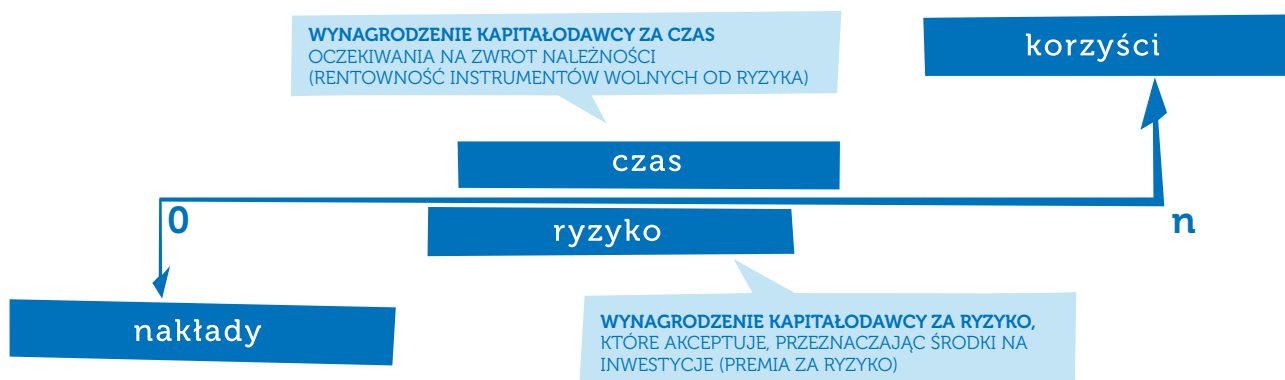 WYNAGRODZENIE KAPITAŁODAWCY ZA CZAS
OCZEKIWANIA NA ZWROT NALEŻNOŚCI
(RENTOWNOŚĆ INSTRUMENTÓW WOLNYCH OD RYZYKA)
korzyści
czas
0
n
ryzyko
nakłady
WYNAGRODZENIE KAPITAŁODAWCY ZA RYZYKO,
KTÓRE AKCEPTUJE, PRZEZNACZAJĄC ŚRODKI NA
INWESTYCJE (PREMIA ZA RYZYKO)